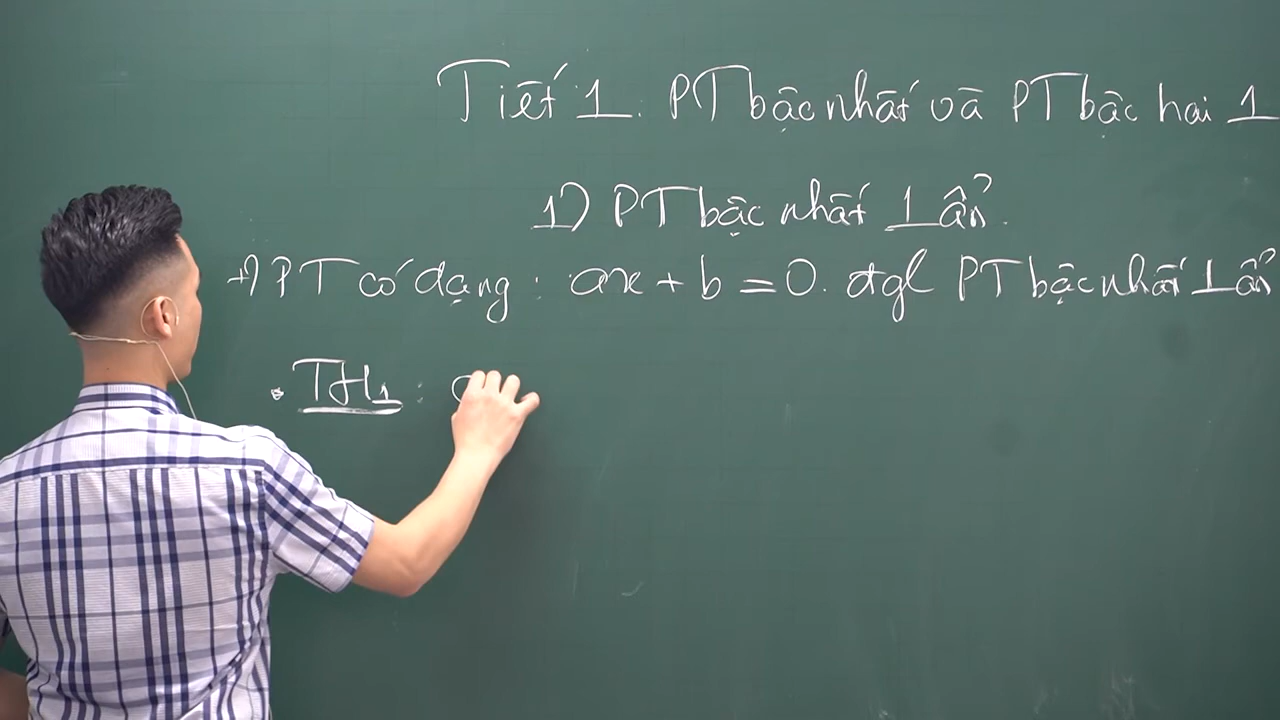 Tiết 1. PT bậc nhất và PT bậc hai 1
1) PT bậc nhất 1 ẩn.
+) PT có dạng : ax + b = 0. đgl PT bậc nhất 1 ẩn
• TH1 :